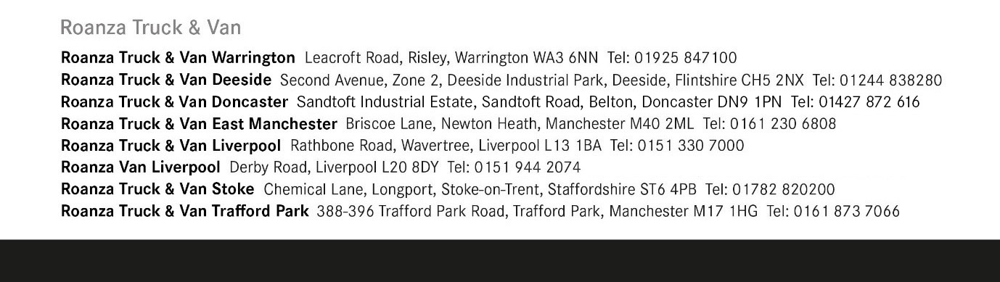 Roanza Truck & Van
Roanza Truck & Van Warrington Leacroft Road, Risley, Warrington WA3 6NN Tel: 01925 847100
Roanza Truck & Van Deeside Second Avenue, Zone 2, Deeside Industrial Park, Deeside, Flintshire CH5 2NX Tel: 01244 838280
Roanza Truck & Van Doncaster Sandtoft Industrial Estate, Sandtoft Road, Belton, Doncaster DN9 1PN Tel: 01427 872 616
Roanza Truck & Van East Manchester Briscoe Lane, Newton Heath, Manchester M40 2ML Tel: 0161 230 6808
Roanza Truck & Van Liverpool Rathbone Road, Wavertree, Liverpool L13 1BA Tel: 0151 330 7000
Roanza Van Liverpool Derby Road, Liverpool L20 8DY Tel: 0151 944 2074
Roanza Truck & Van Stoke Chemical Lane, Longport, Stoke-on-Trent, Staffordshire ST6 4PB Tel: 01782 820200
Roanza Truck & Van Trafford Park 388-396 Trafford Park Road, Trafford Park, Manchester M17 1HG Tel: 0161 873 7066